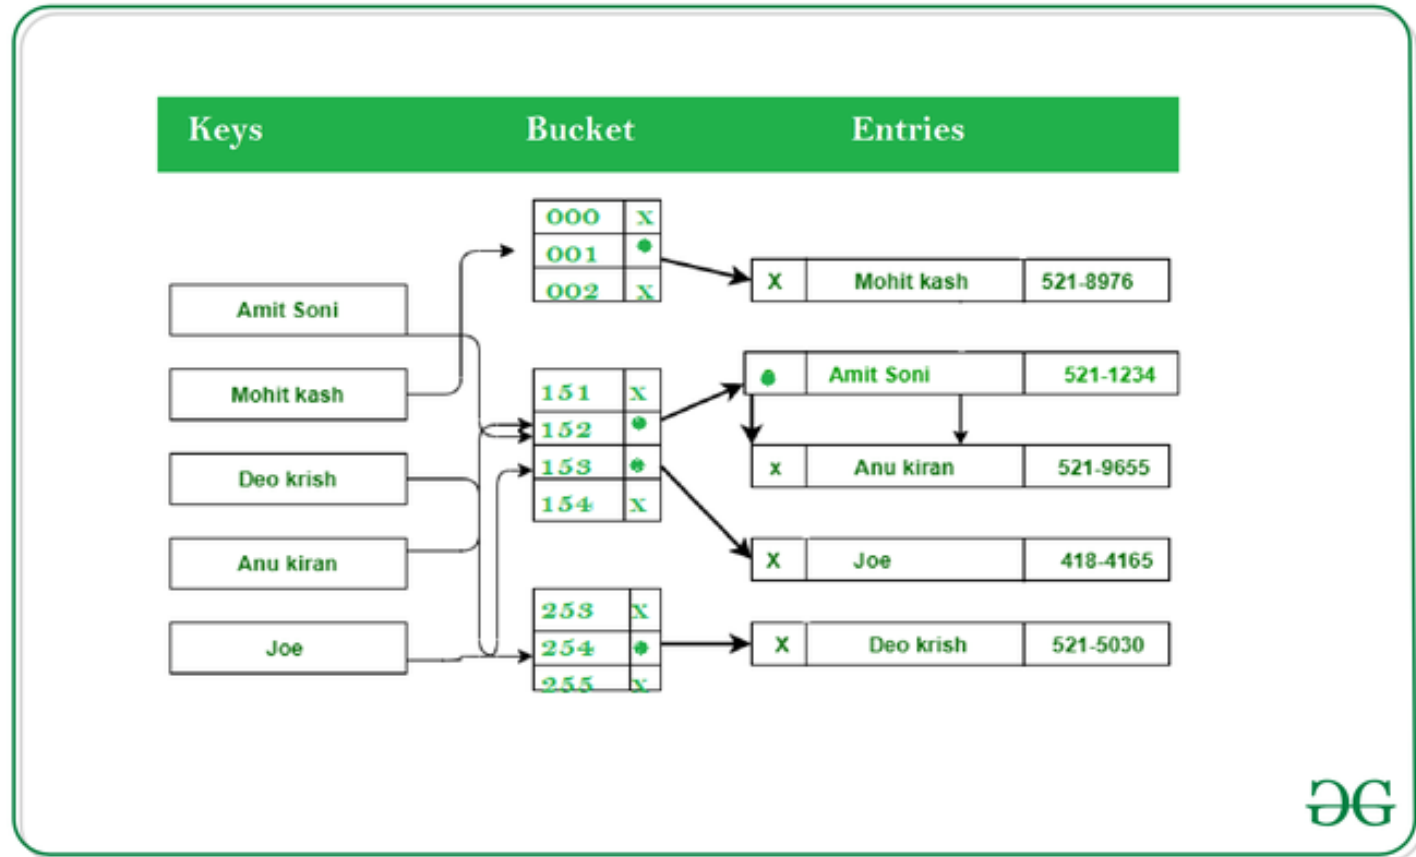 Keys Bucket Entries
000 x
001
002 x
x Mohit kash 521-8976
Amit Soni
Mohit kash
Deo krish
Anu kiran
Joe
151 x
152
153
154 x
Amit Soni 521-1234
x Anu kiran 521-9655
X Joe 418-4165
253 x
254
255 x
X Deo krish 521-5030
GG